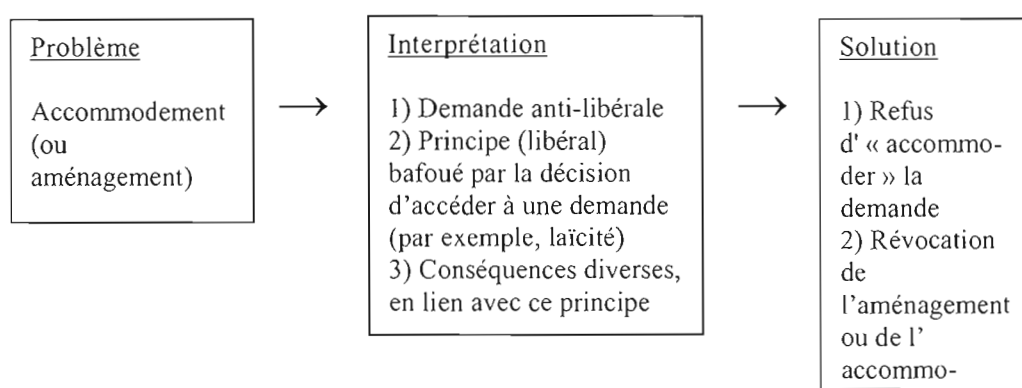 Problème
Accommodement
(ou
aménagement)
Interprétation
1) Demande anti-libérale
2) Principe (libéral)
bafoué par la décision
d'accéder à une demande
(par exemple, laïcité)
3) Conséquences diverses,
en lien avec ce principe
Solution
1) Refus
d' « accommo-
der » la
demande
2) Révocation
de
l'aménagement
ou de l'
accommo-